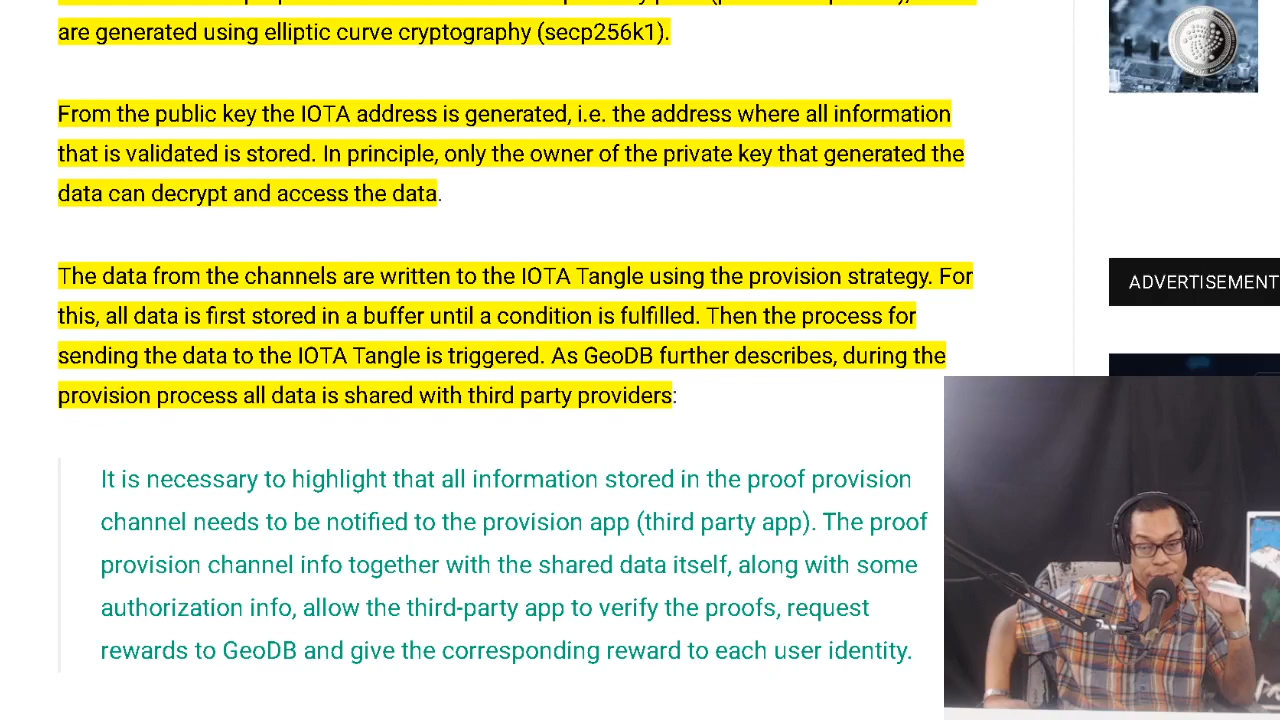 are generated using elliptic curve cryptography (secp256k1).
From the public key the IOTA address is generated, i.e. the address where all information
that is validated is stored. In principle, only the owner of the private key that generated the
data can decrypt and access the data.
The data from the channels are written to the IOTA Tangle using the provision strategy. For
this, all data is first stored in a buffer until a condition is fulfilled. Then the process for
sending the data to the IOTA Tangle is triggered. As GeoDB further describes, during the
provision process all data is shared with third party providers:
It is necessary to highlight that all information stored in the proof provision
channel needs to be notified to the provision app (third party app). The proof
provision channel info together with the shared data itself, along with some
authorization info, allow the third-party app to verify the proofs, request
rewards to GeoDB and give the corresponding reward to each user identity.
ADVERTISEMENT